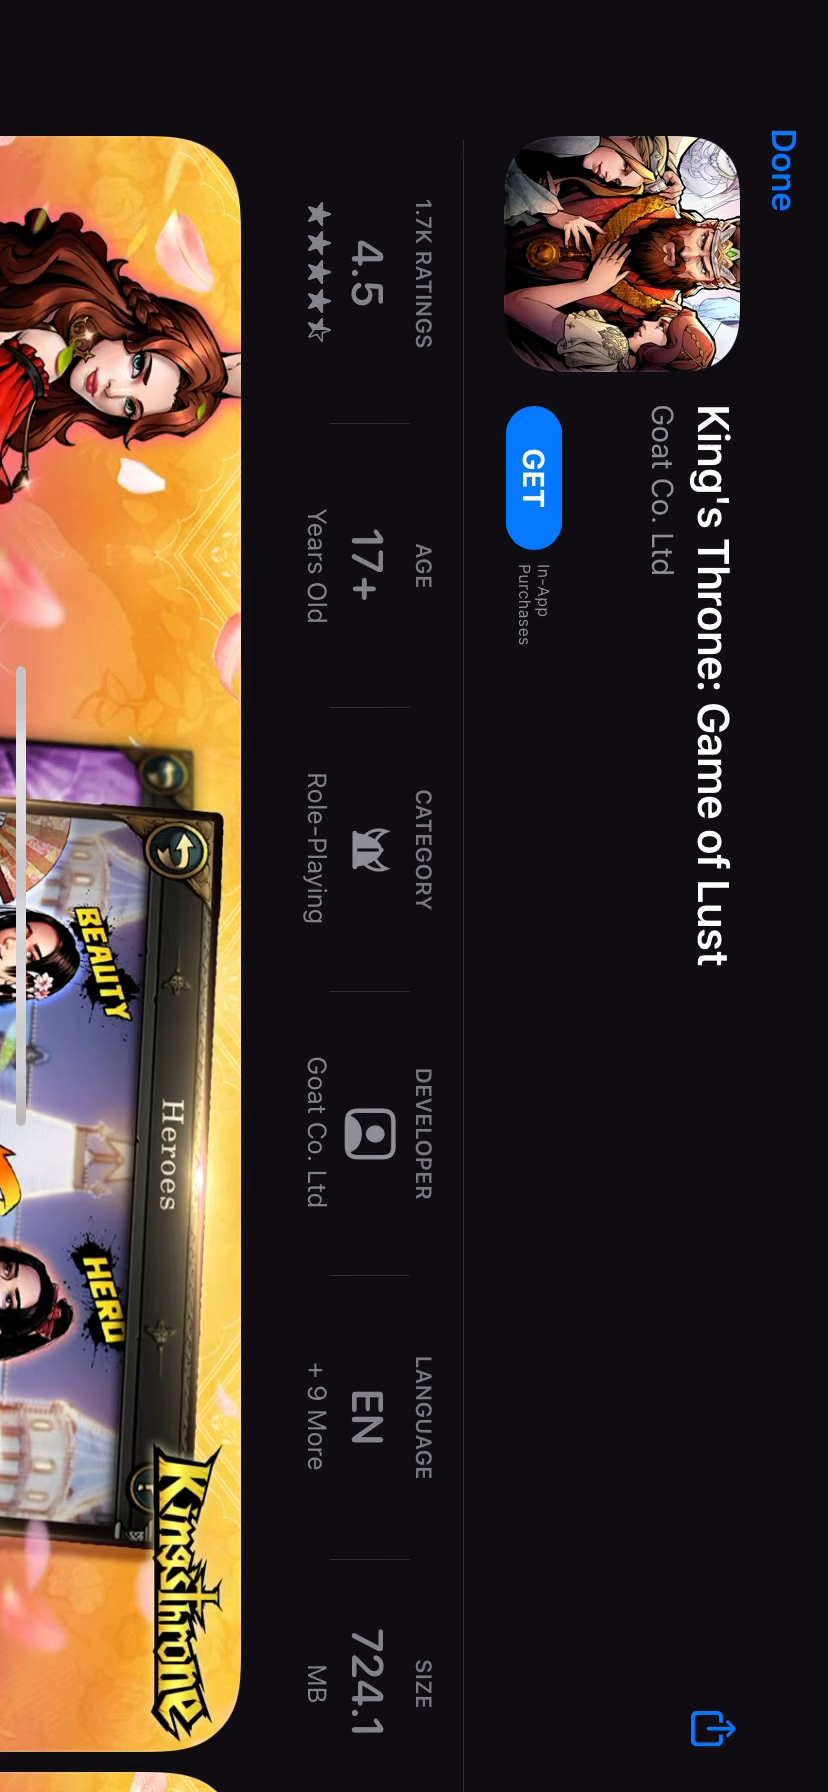 Done
King's Throne: Game of Lust
Goat Co. Ltd
GET
In-App
Purchases
1.7K RATINGS
4.5
AGE
17+
Years Old
CATEGORY
Role-Playing
DEVELOPER
Goat Co. Ltd
LANGUAGE
EN
+ 9 More
SIZE
724.1
MB
Heroes
BEAUTY
HERO
King's Throne